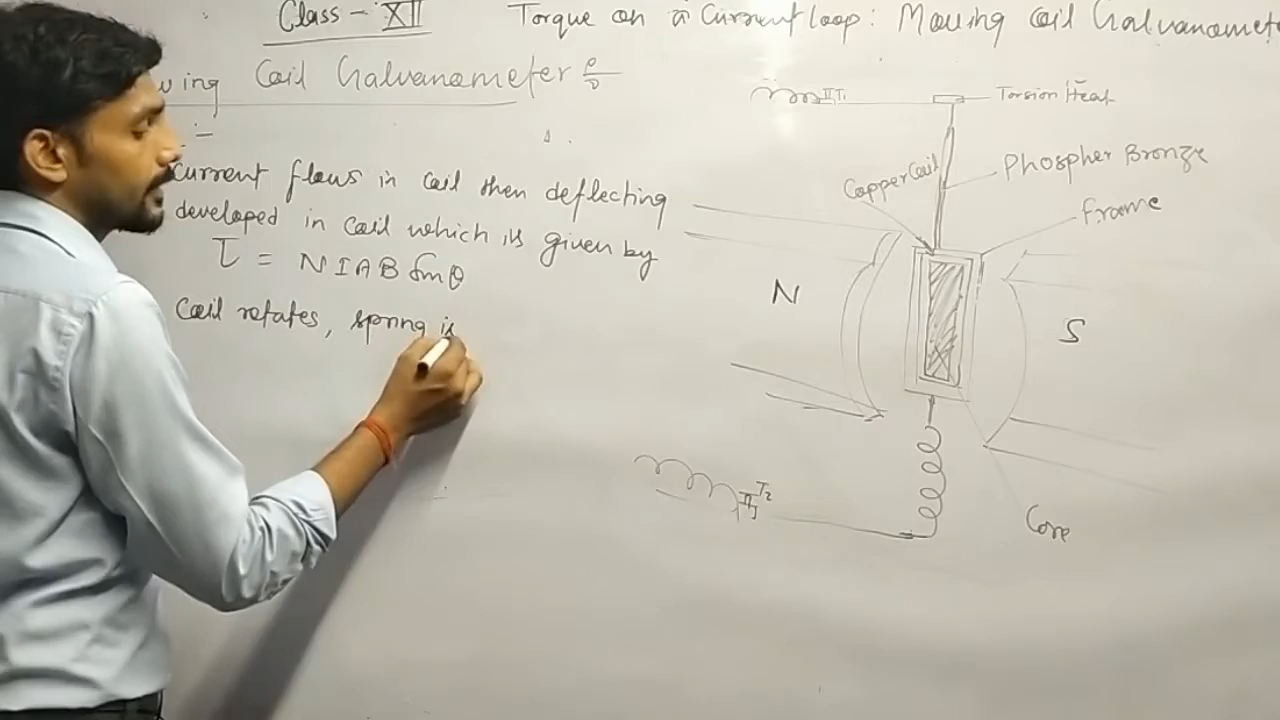 Class - XII Torque on a Current loop: Moving Coil Galvanomete
ving Coil Galvanometer
:-
current flows in coil then deflecting
developed in coil which is given by
τ = NIAB Sinθ
Coil rotates, spring is
T1
Torsion Head
Copper Coil
Phospher Bronze
Frame
N
S
T2
Core